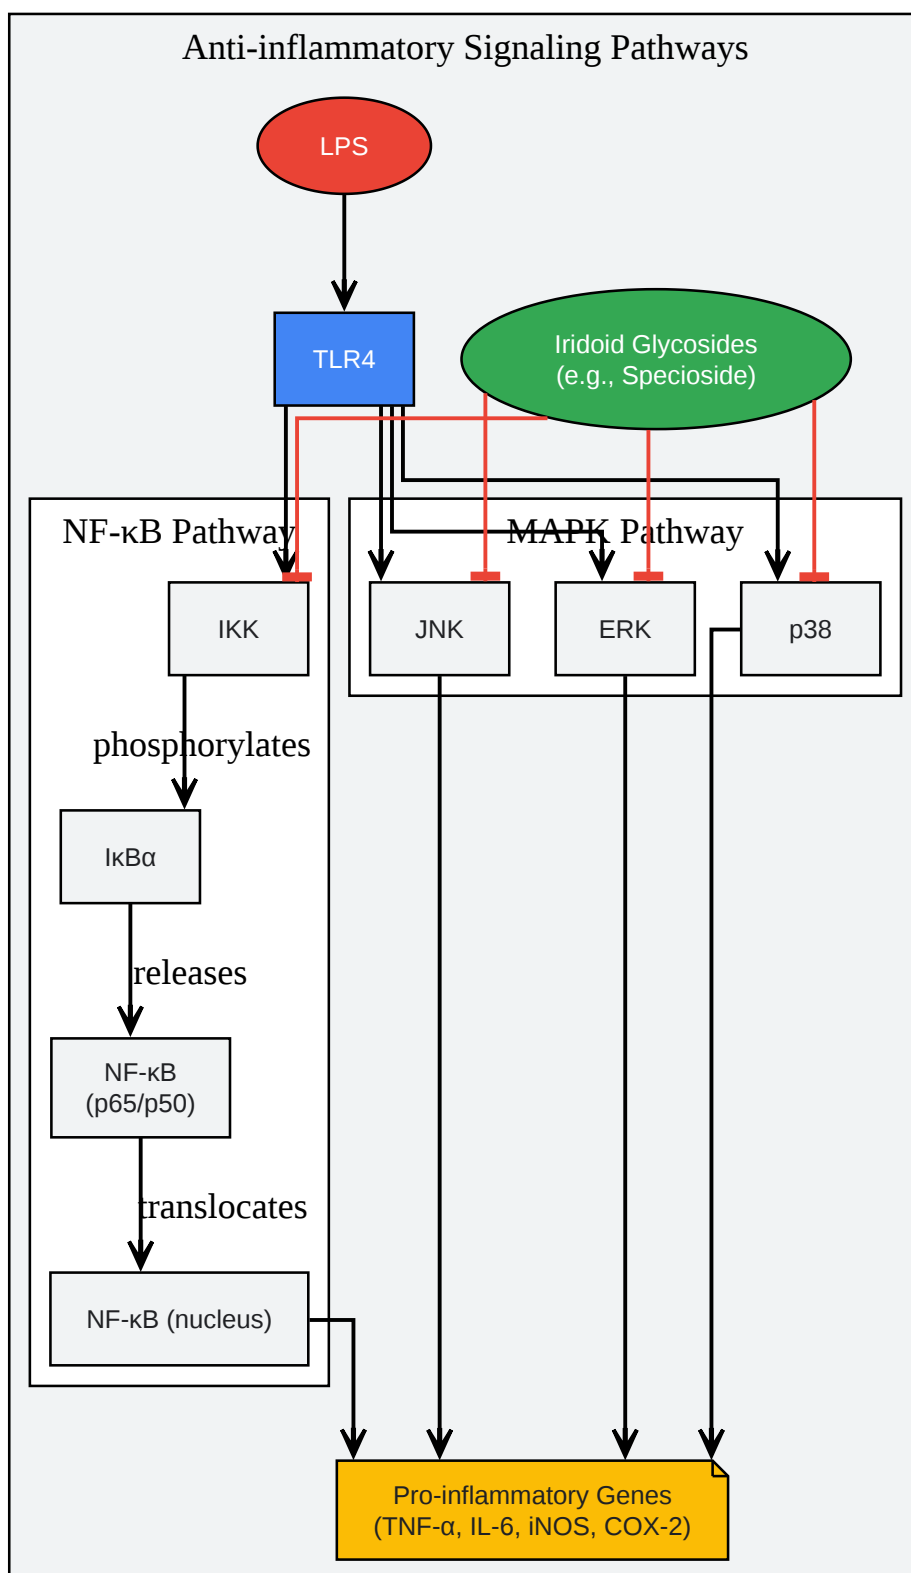 Anti-inflammatory Signaling Pathways
LPS
TLR4
Iridoid Glycosides
(e.g., Specioside)
NF-κB Pathway
MAPK Pathway
IKK
JNK
ERK
p38
phosphorylates
IκBα
releases
NF-κB
(p65/p50)
translocates
NF-κB (nucleus)
Pro-inflammatory Genes
(TNF-α, IL-6, iNOS, COX-2)